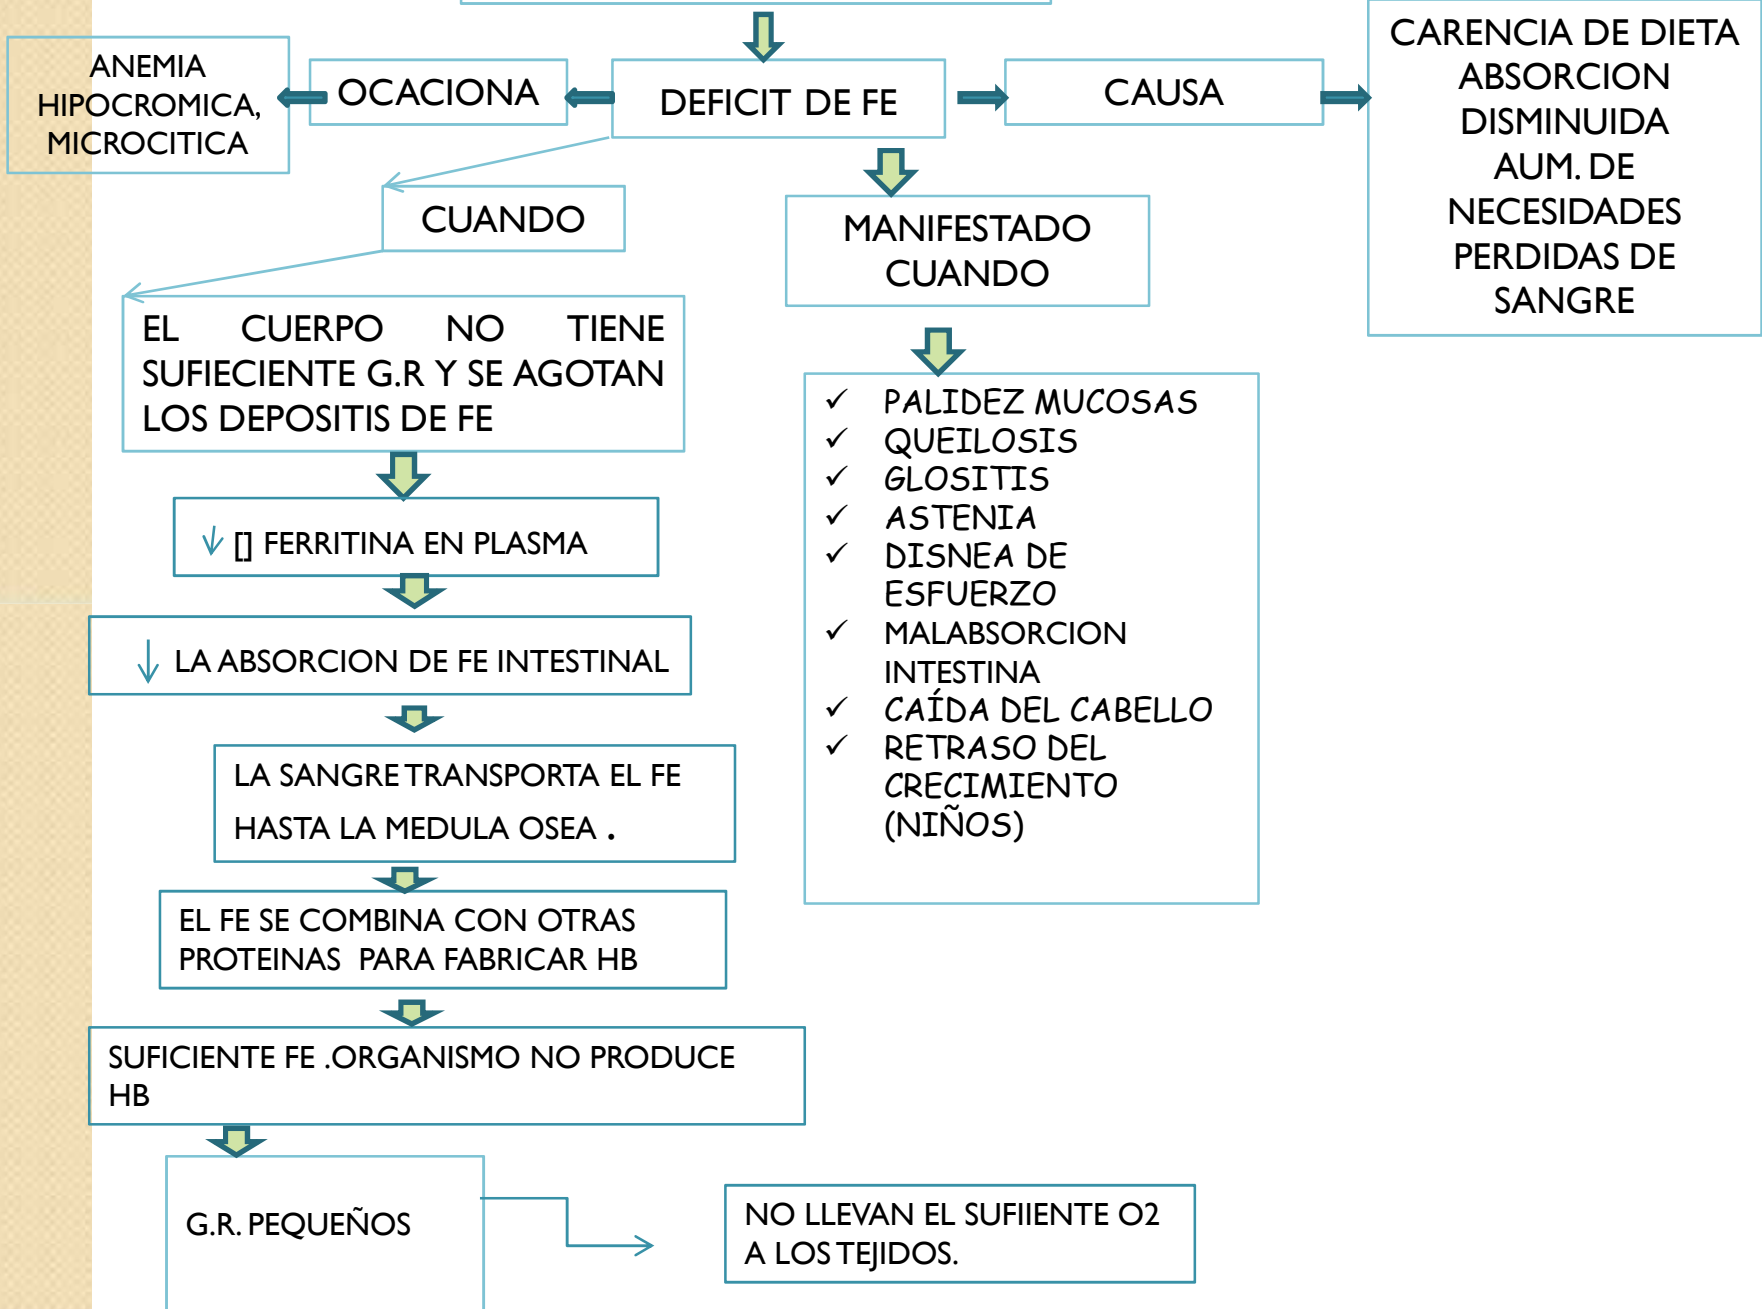 ANEMIA
HIPOCROMICA,
MICROCITICA
OCACIONA
DEFICIT DE FE
CAUSA
CARENCIA DE DIETA
ABSORCION
DISMINUIDA
AUM. DE
NECESIDADES
PERDIDAS DE
SANGRE
CUANDO
MANIFESTADO
CUANDO
EL CUERPO NO TIENE
SUFIECIENTE G.R Y SE AGOTAN
LOS DEPOSITIS DE FE
↓ [] FERRITINA EN PLASMA
↓ LA ABSORCION DE FE INTESTINAL
LA SANGRE TRANSPORTA EL FE
HASTA LA MEDULA OSEA .
EL FE SE COMBINA CON OTRAS
PROTEINAS PARA FABRICAR HB
SUFICIENTE FE .ORGANISMO NO PRODUCE
HB
G.R. PEQUEÑOS
NO LLEVAN EL SUFIIENTE O2
A LOS TEJIDOS.
✓ PALIDEZ MUCOSAS
✓ QUEILOSIS
✓ GLOSITIS
✓ ASTENIA
✓ DISNEA DE
ESFUERZO
✓ MALABSORCION
INTESTINA
✓ CAÍDA DEL CABELLO
✓ RETRASO DEL
CRECIMIENTO
(NIÑOS)